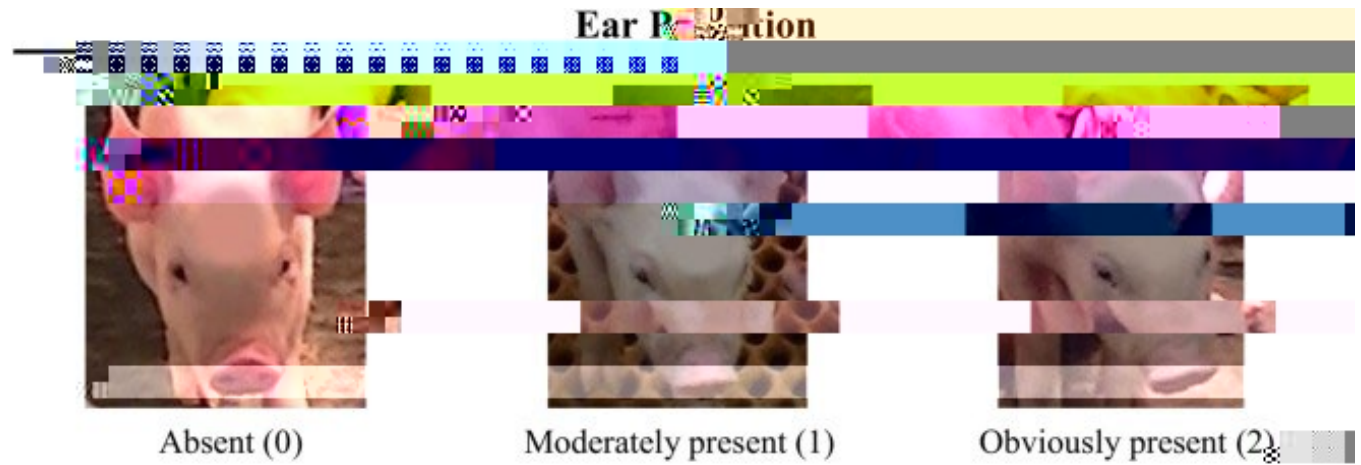 Ear
Absent (0)
Moderately present (1)
Obviously present (2)